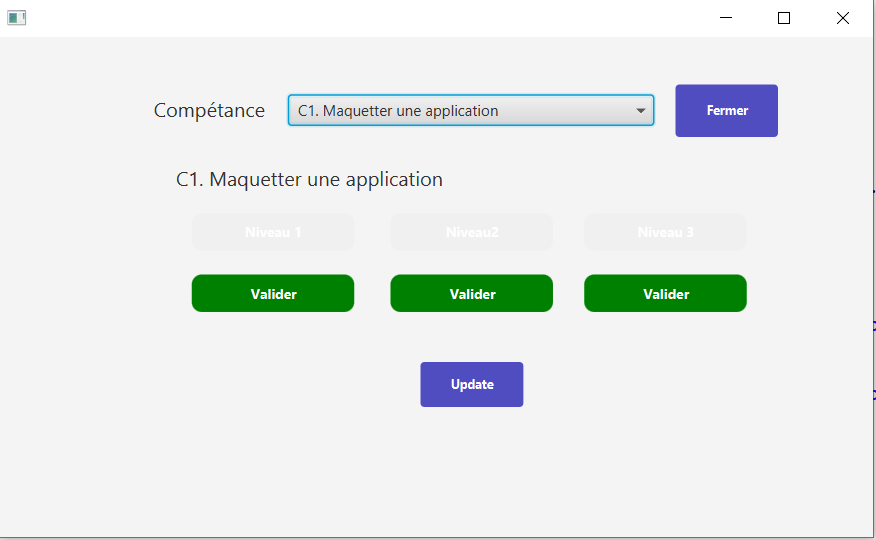 Compétance
C1. Maquetter une application
Fermer
C1. Maquetter une application
Niveau 1
Niveau2
Niveau 3
Valider
Valider
Valider
Update